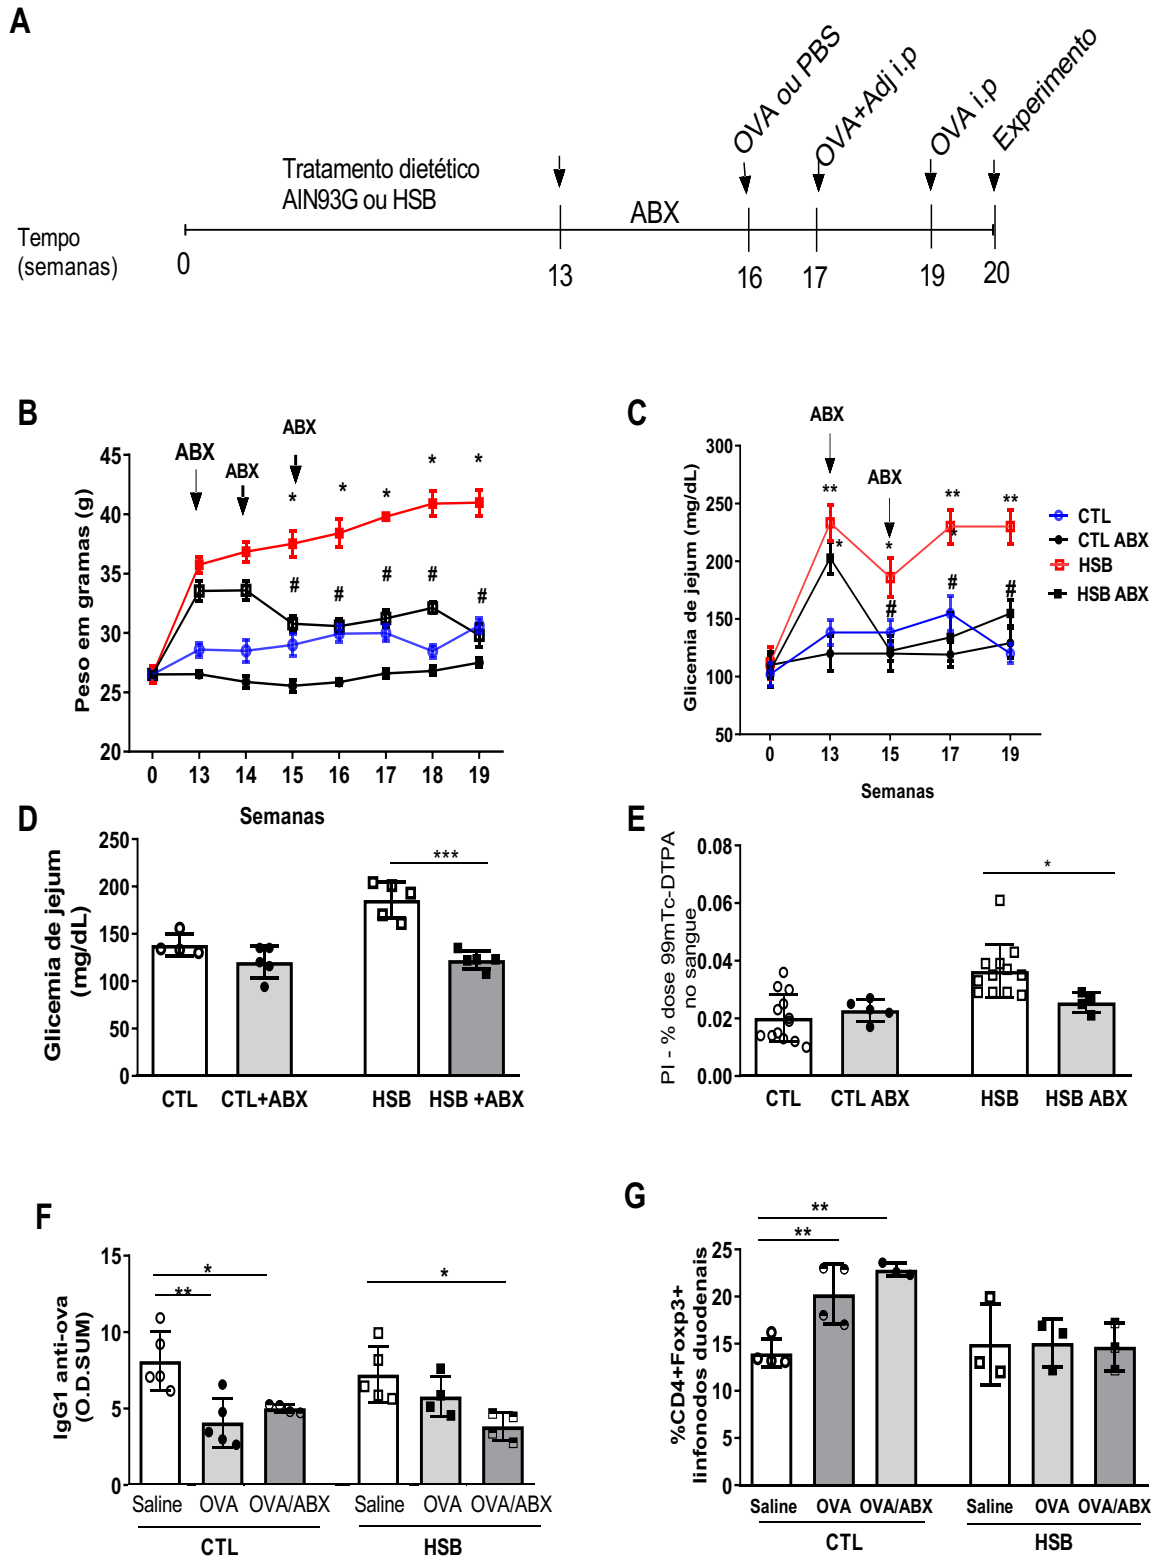 A
OVA ou PBS
OVA+Adj i.p
OVA i.p
Experimento
Tratamento dietético
AIN93G ou HSB
ABX
Tempo
(semanas)
0
13
16
17
19
20
B
ABX
ABX
ABX
Peso em gramas (g)
45
40
35
30
25
20
* * * * *
# # # # #
0 13 14 15 16 17 18 19
Semanas
C
ABX
ABX
Glicemia de jejum (mg/dL)
300
250
200
150
100
50
** * * ** * **
# # #
0 13 15 17 19
Semanas
CTL
CTL ABX
HSB
HSB ABX
D
Glicemia de jejum
(mg/dL)
250
200
150
100
50
0
***
CTL CTL+ABX HSB HSB +ABX
E
PI - % dose 99mTc-DTPA
no sangue
0.08
0.06
0.04
0.02
0.00
*
CTL CTL ABX HSB HSB ABX
F
IgG1 anti-ova
(O.D.SUM)
15
10
5
0
*
**
*
Saline OVA OVA/ABX Saline OVA OVA/ABX
CTL HSB
G
%CD4+Foxp3+
linfonodos duodenais
25
20
15
10
5
0
**
**
Saline OVA OVA/ABX Saline OVA OVA/ABX
CTL HSB